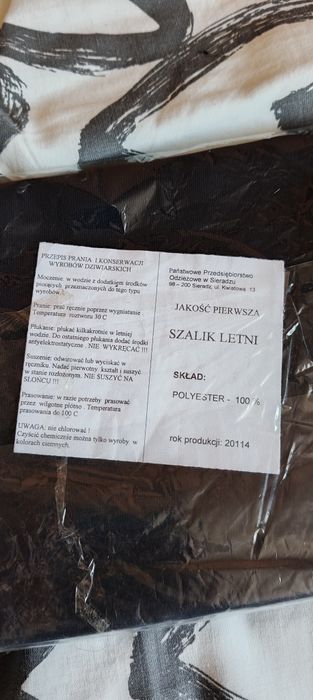 PRZEPIS PRANIA I KONSERWACJI
WYROBÓW DZIWIARSKICH
Moczenie: w wodzie z dodatkiem środków
piorących przeznaczonych do tego typu
wyrobów.
Pranie: prać ręcznie poprzez wygniatanie
Temperatura roztworu 30 C
Płukanie: płukać kilkakrotnie w letniej
wodzie. Do ostatniego płukania dodać środki
antyelektrostatyczne . NIE WYKRĘCAĆ !!!
Suszenie: odwirować lub wycisnąć w
ręczniku. Nadać pierwotny kształt i suszyć
w stanie rozłożonym. NIE SUSZYĆ NA
SŁOŃCU !!!
Prasowanie: w razie potrzeby prasować
przez wilgotne płótno . Temperatura
prasowania do 100 C
UWAGA: nie chlorować !
Czyścić chemicznie można tylko wyroby w
kolorach ciemnych.
Państwowe Przedsiębiorstwo
Odzieżowe w Sieradzu
98 – 200 Sieradz, ul. Kwiatowa 13
JAKOŚĆ PIERWSZA
SZALIK LETNI
SKŁAD:
POLYESTER - 100 %
rok produkcji: 20114